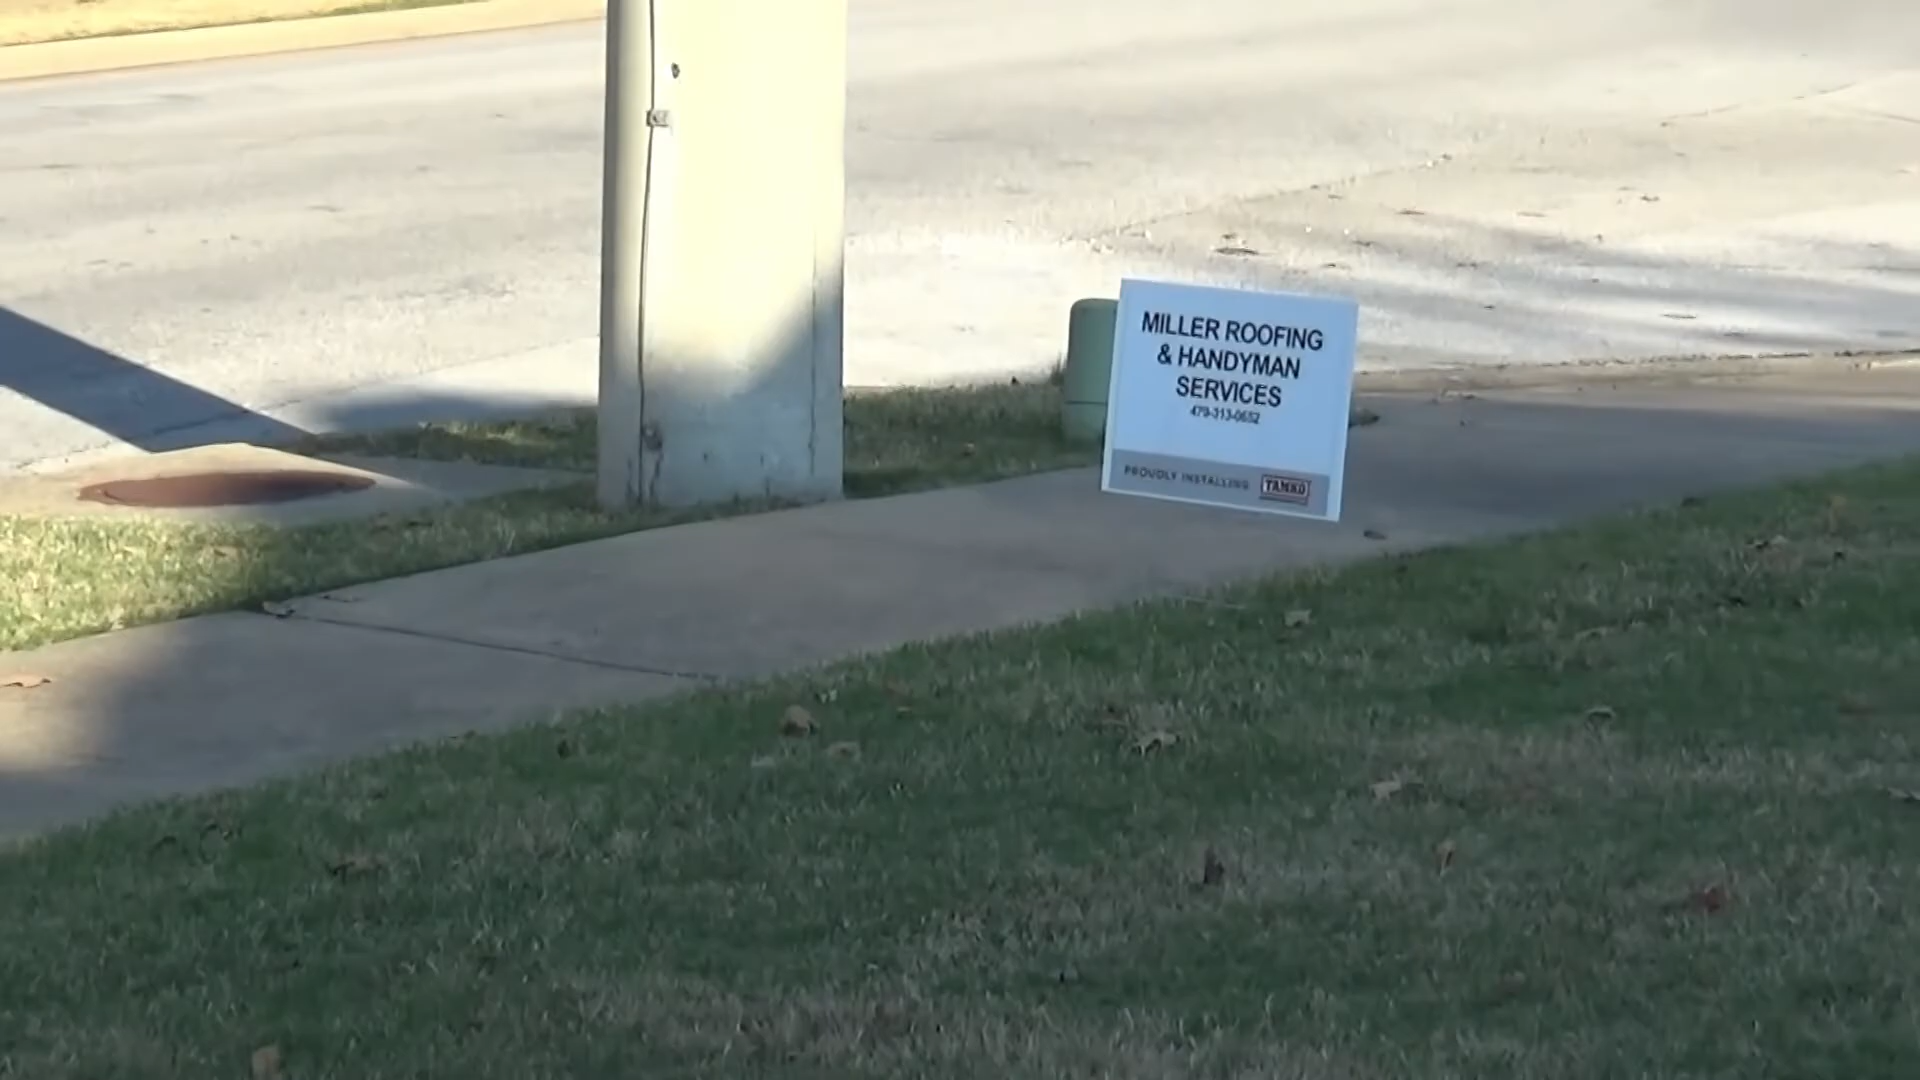 MILLER ROOFING
& HANDYMAN
SERVICES
479-313-0652
PROUDLY INSTALLING TAMKO